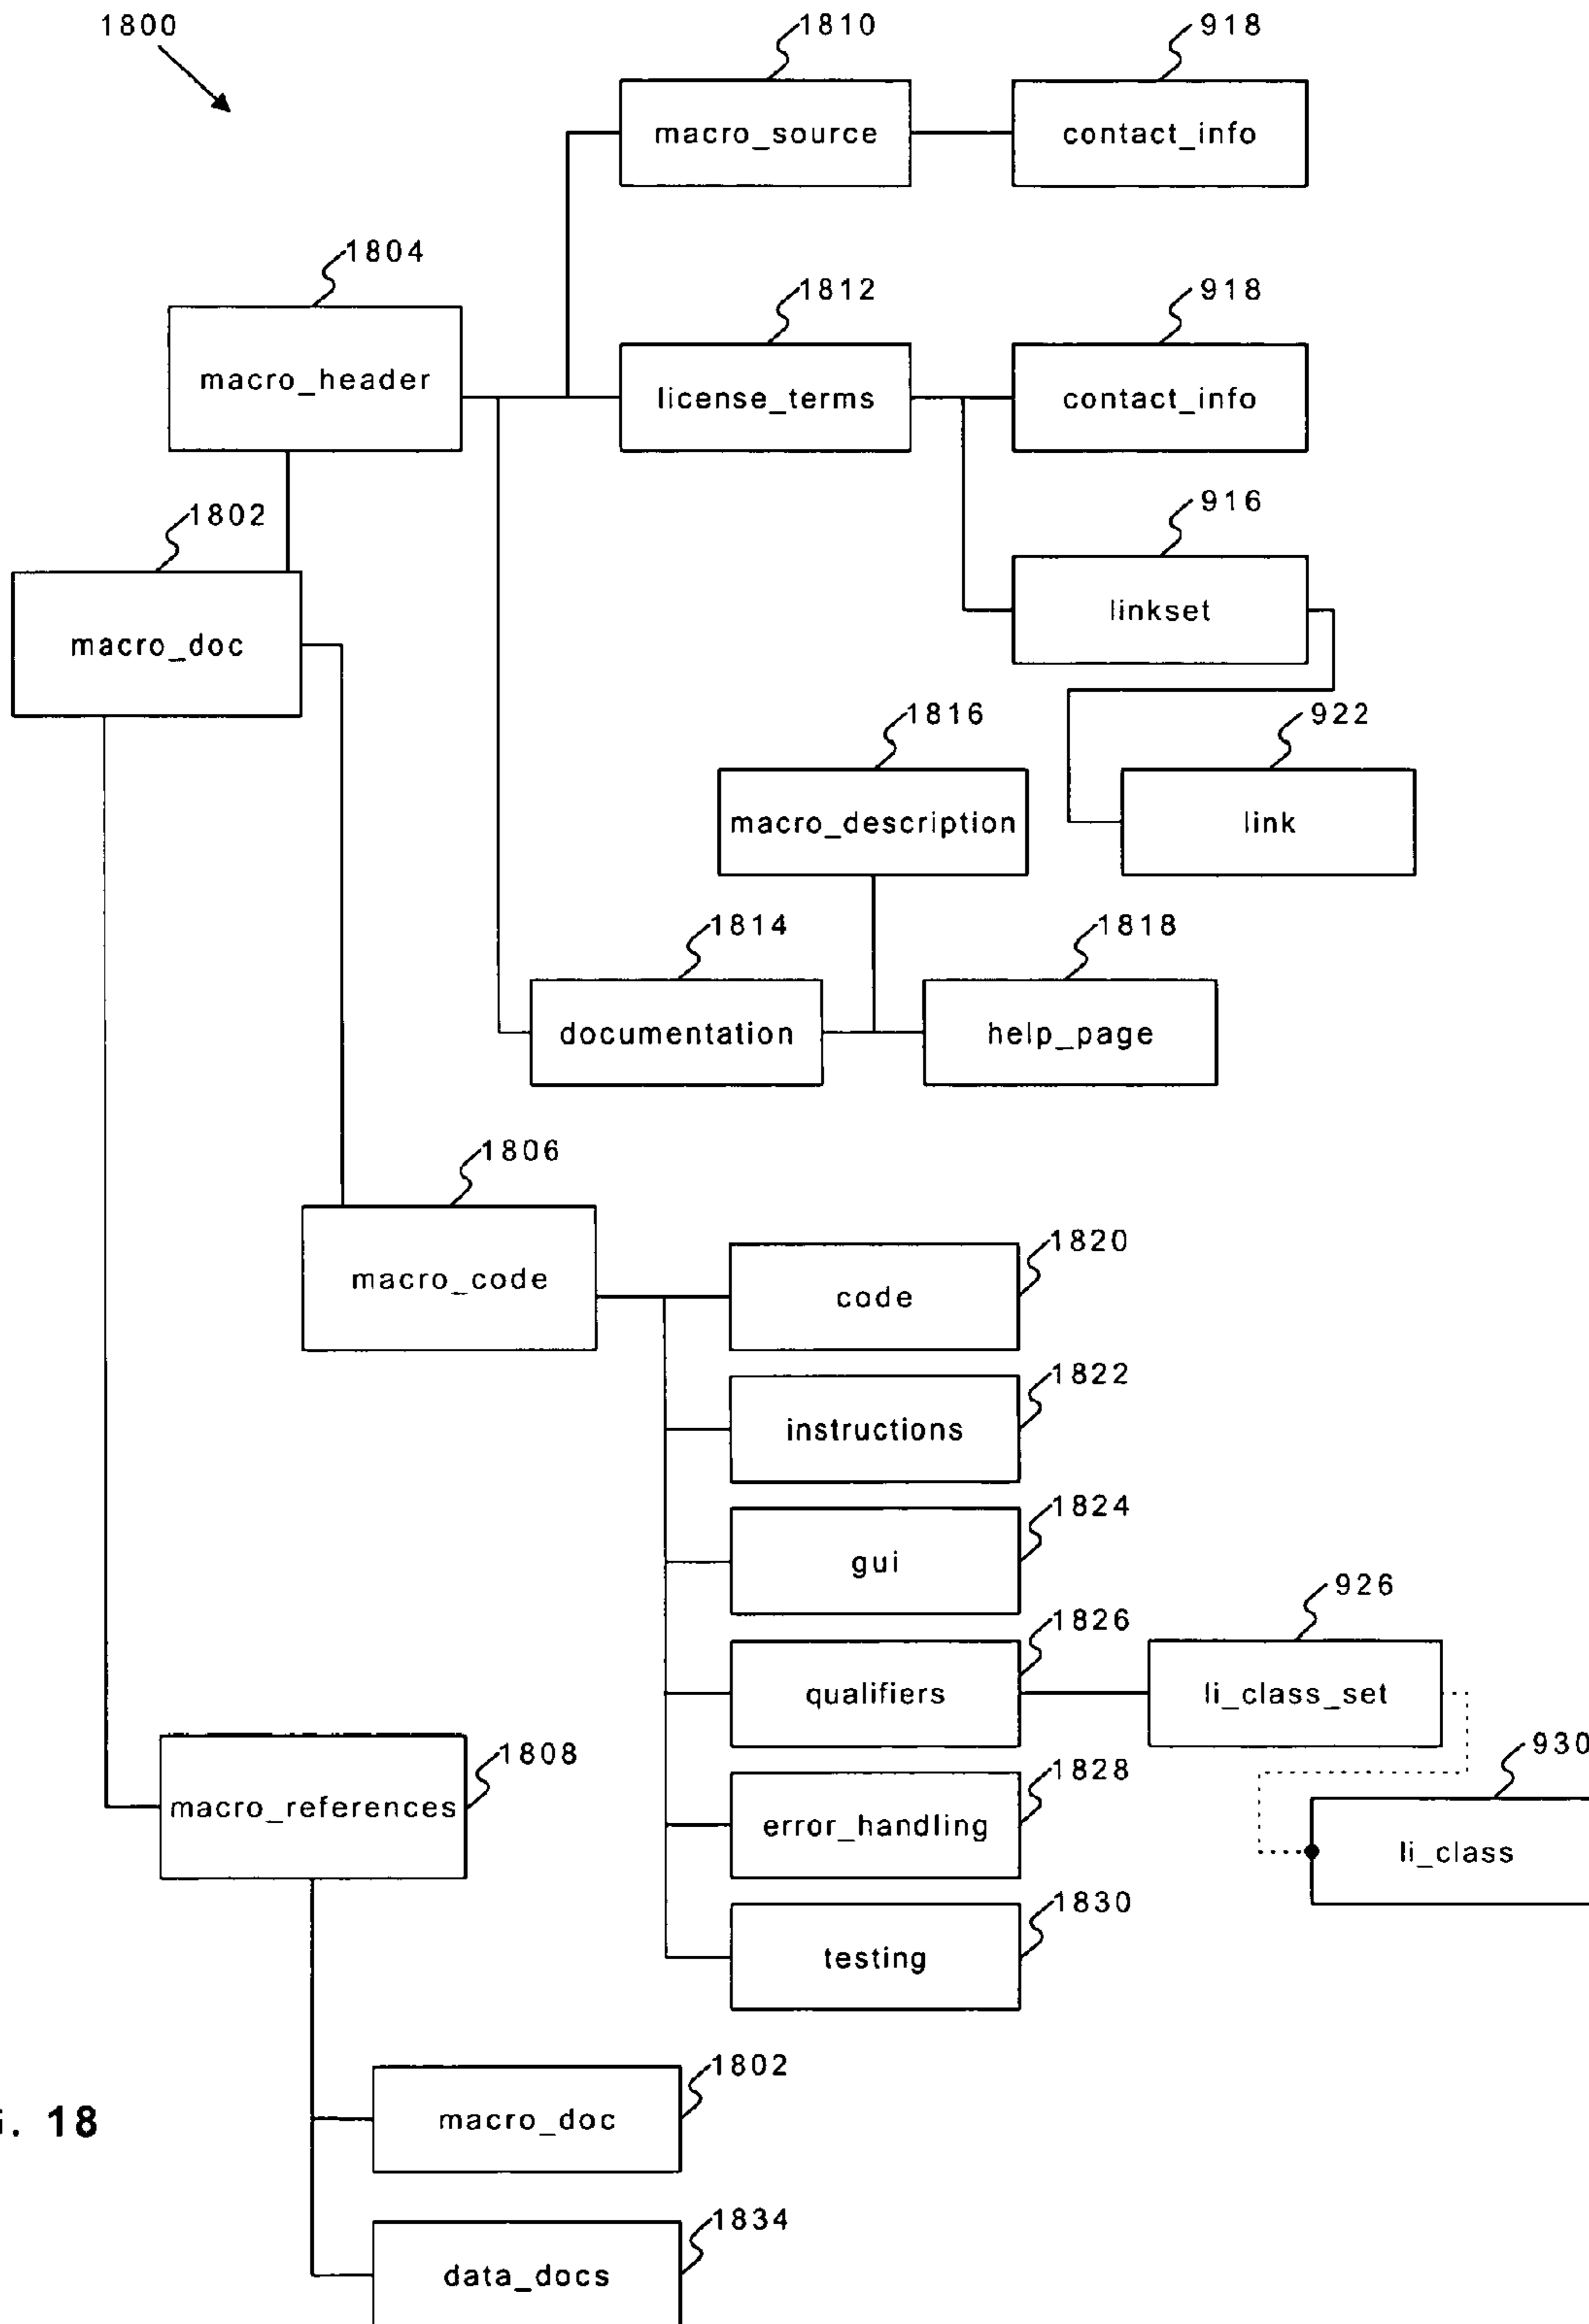 1800
1810
918
macro_source
contact_info
1804
1812
918
macro_header
license_terms
contact_info
1802
916
macro_doc
linkset
1816
922
macro_description
link
1814
1818
documentation
help_page
1806
1820
macro_code
code
1822
instructions
1824
gui
926
1826
qualifiers
li_class_set
1808
930
1828
macro_references
error_handling
li_class
1830
testing
1802
macro_doc
. 18
1834
data_docs